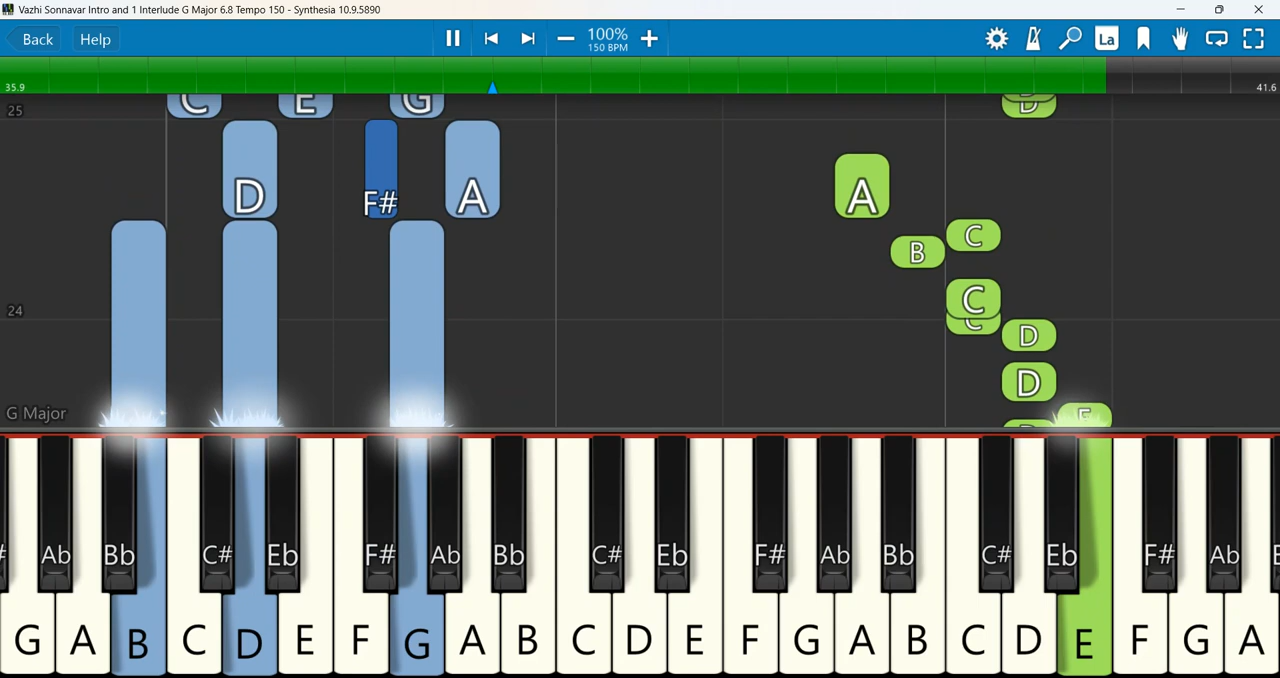 Vazhi Sonnavar Intro and 1 Interlude G Major 6.8 Tempo 150 - Synthesia 10.9.5890
Back Help 100% La
150 BPM
35.9 41.6
25 C E G D
D F# A A
B C
24 C C
D
D
G Major E
D
Ab Bb C# Eb F# Ab Bb C# Eb F# Ab Bb C# Eb F# Ab
G A B C D E F G A B C D E F G A B C D E F G A